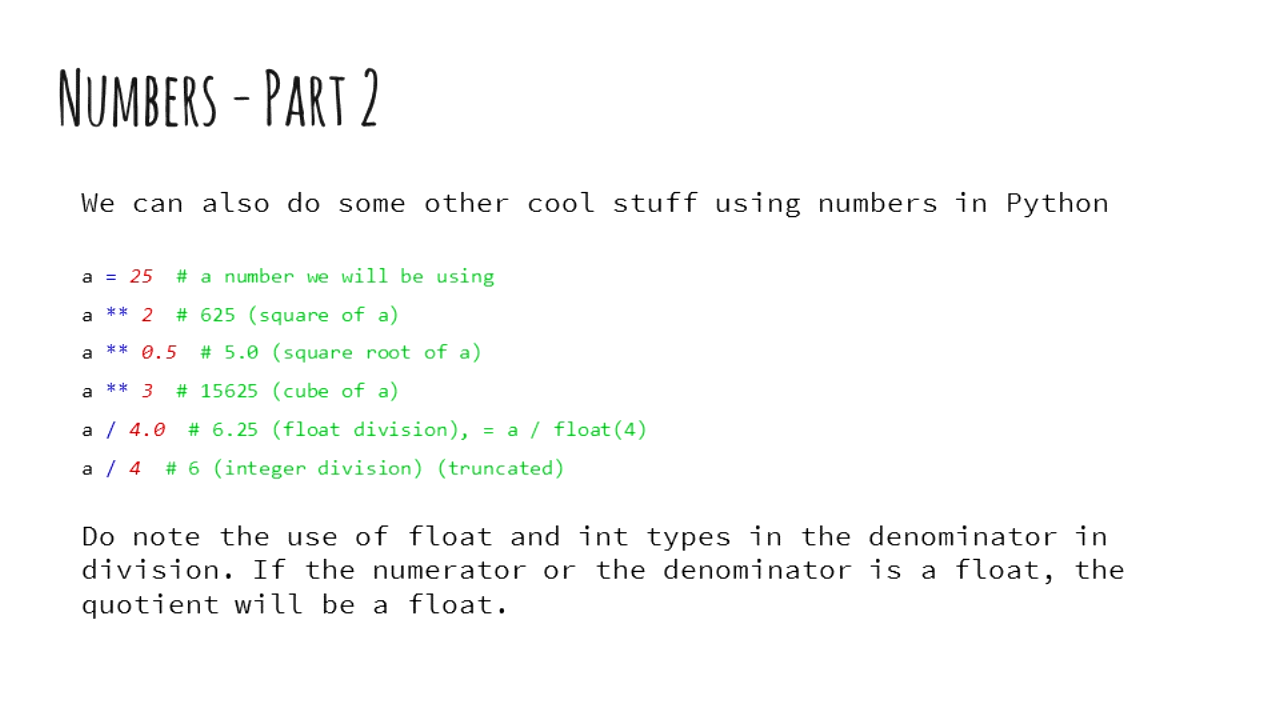 Numbers - Part 2
We can also do some other cool stuff using numbers in Python
a = 25  # a number we will be using
a ** 2  # 625 (square of a)
a ** 0.5  # 5.0 (square root of a)
a ** 3  # 15625 (cube of a)
a / 4.0  # 6.25 (float division), = a / float(4)
a / 4  # 6 (integer division) (truncated)
Do note the use of float and int types in the denominator in
division. If the numerator or the denominator is a float, the
quotient will be a float.